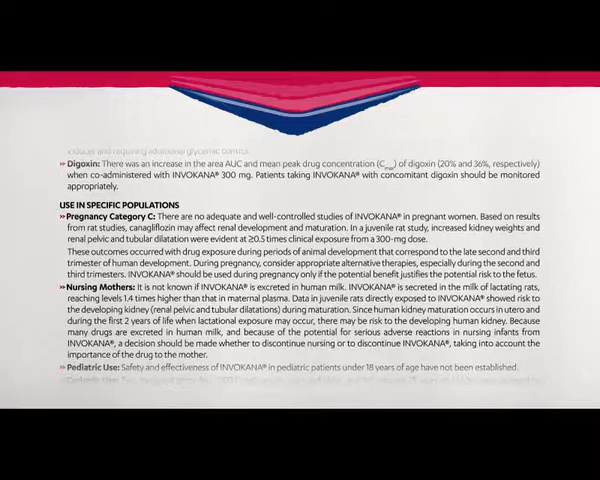 inducer and requiring additional glycemic control.
›› Digoxin: There was an increase in the area AUC and mean peak drug concentration (Cmax) of digoxin (20% and 36%, respectively)
when co-administered with INVOKANA® 300 mg. Patients taking INVOKANA® with concomitant digoxin should be monitored
appropriately.
USE IN SPECIFIC POPULATIONS
›› Pregnancy Category C: There are no adequate and well-controlled studies of INVOKANA® in pregnant women. Based on results
from rat studies, canagliflozin may affect renal development and maturation. In a juvenile rat study, increased kidney weights and
renal pelvic and tubular dilatation were evident at ≥0.5 times clinical exposure from a 300-mg dose.
These outcomes occurred with drug exposure during periods of animal development that correspond to the late second and third
trimester of human development. During pregnancy, consider appropriate alternative therapies, especially during the second and
third trimesters. INVOKANA® should be used during pregnancy only if the potential benefit justifies the potential risk to the fetus.
›› Nursing Mothers: It is not known if INVOKANA® is excreted in human milk. INVOKANA® is secreted in the milk of lactating rats,
reaching levels 1.4 times higher than that in maternal plasma. Data in juvenile rats directly exposed to INVOKANA® showed risk to
the developing kidney (renal pelvic and tubular dilatations) during maturation. Since human kidney maturation occurs in utero and
during the first 2 years of life when lactational exposure may occur, there may be risk to the developing human kidney. Because
many drugs are excreted in human milk, and because of the potential for serious adverse reactions in nursing infants from
INVOKANA®, a decision should be made whether to discontinue nursing or to discontinue INVOKANA®, taking into account the
importance of the drug to the mother.
›› Pediatric Use: Safety and effectiveness of INVOKANA® in pediatric patients under 18 years of age have not been established.